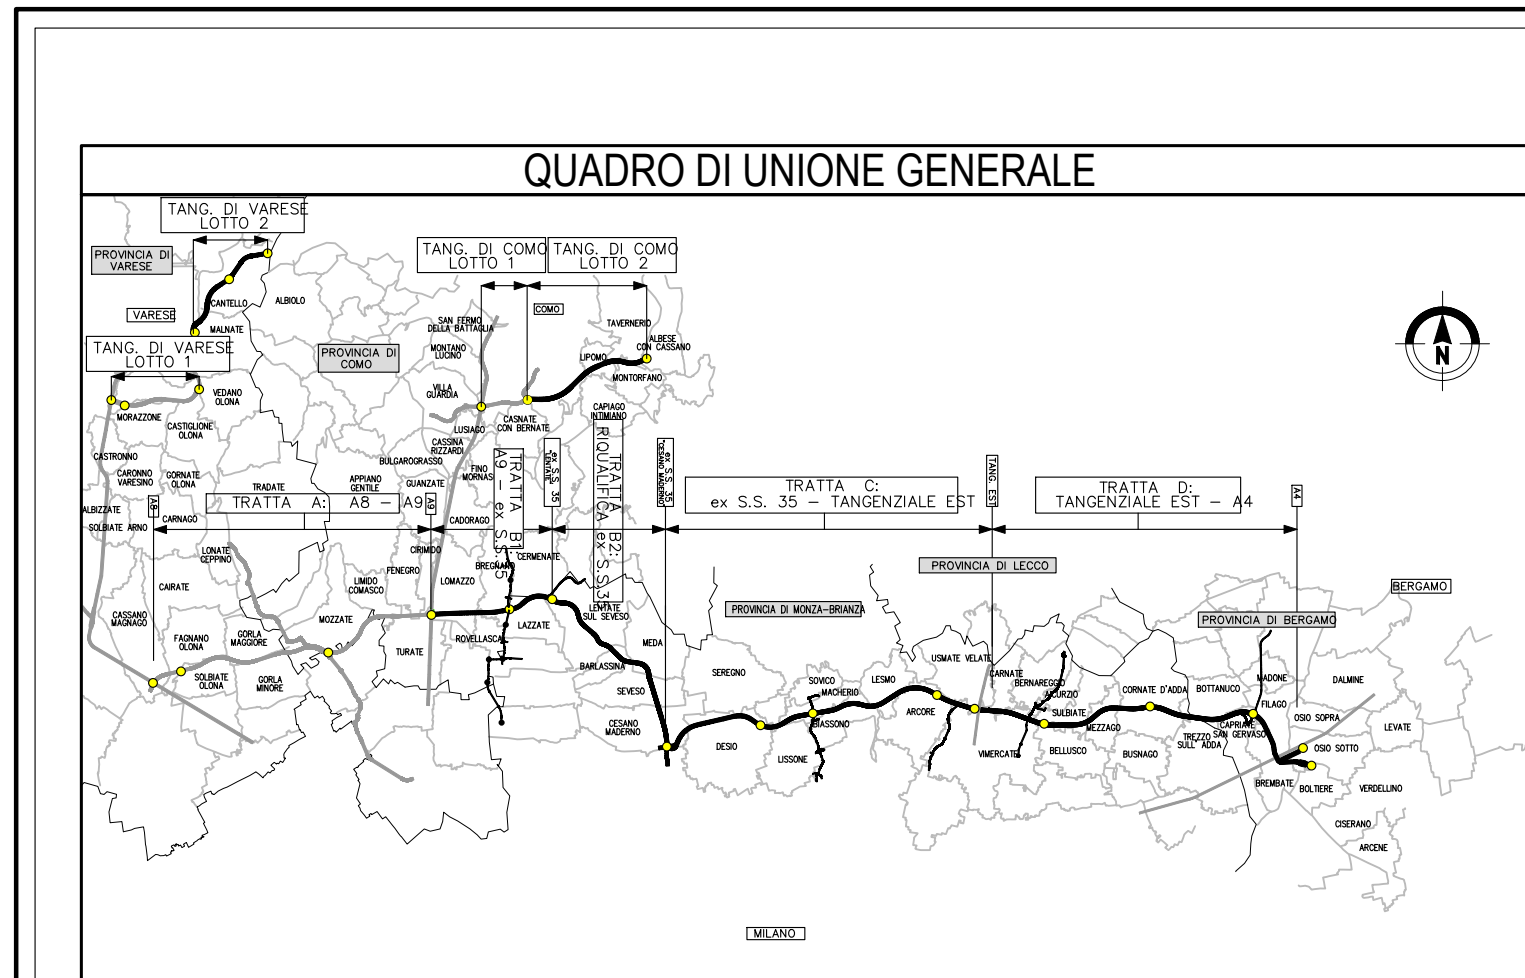 QUADRO DI UNIONE GENERALE
TANG. DI VARESE
LOTTO 2
PROVINCIA DI
VARESE
CANTELLO
ALBIOLO
VARESE
MALNATE
TANG. DI VARESE
LOTTO 1
VEDANO
OLONA
MORAZZONE
CASTIGLIONE
OLONA
CASTRONNO
CARONNO
VARESINO
GORNATE
OLONA
ALBIZZATE
SOLBIATE ARNO
CARNAGO
TANG. DI COMO
LOTTO 1
TANG. DI COMO
LOTTO 2
COMO
SAN FERMO
DELLA BATTAGLIA
TAVERNERIO
ALBESE
CON CASSANO
MONTANO
LUCINO
LIPOMO
MONTORFANO
PROVINCIA DI
COMO
VILLA
GUARDIA
CAPIAGO
INTIMIANO
CASNATE
CON BERNATE
LUSIAGO
CASSINA
RIZZARDI
BULGAROGRASSO
FINO
MORNAS
GUANZATE
APPIANO
GENTILE
TRADATE
A8
TRATTA A: A8 - A9
A9
TRATTA B1:
A9 - ex S.S. 35
ex S.S. 35
"LENTATE"
TRATTA B2:
RIQUALIFICA ex S.S.35
ex S.S. 35
"CESANO MADERNO"
TRATTA C:
ex S.S. 35 - TANGENZIALE EST
TANG. EST
TRATTA D:
TANGENZIALE EST - A4
A4
N
CADORAGO
CIRIMIDO
FENEGRO
LOMAZZO
BREGNANO
CERMENATE
LONATE
CEPPINO
LIMIDO
COMASCO
CAIRATE
CASSANO
MAGNAGO
FAGNANO
OLONA
GORLA
MAGGIORE
MOZZATE
SOLBIATE
OLONA
GORLA
MINORE
TURATE
ROVELLASCA
LAZZATE
LENTATE
SUL SEVESO
MEDA
BARLASSINA
SEVESO
CESANO
MADERNO
PROVINCIA DI MONZA-BRIANZA
PROVINCIA DI LECCO
BERGAMO
PROVINCIA DI BERGAMO
SEREGNO
DESIO
SOVICO
MACHERIO
BIASSONO
LISSONE
LESMO
ARCORE
USMATE VELATE
CARNATE
BERNAREGGIO
AICURZIO
SULBIATE
VIMERCATE
BELLUSCO
MEZZAGO
CORNATE D'ADDA
BUSNAGO
TREZZO
SULL' ADDA
BOTTANUCO
CAPRIATE
SAN GERVASO
MADONE
FILAGO
DALMINE
OSIO SOPRA
OSIO SOTTO
LEVATE
BREMBATE
BOLTIERE
VERDELLINO
CISERANO
ARCENE
MILANO